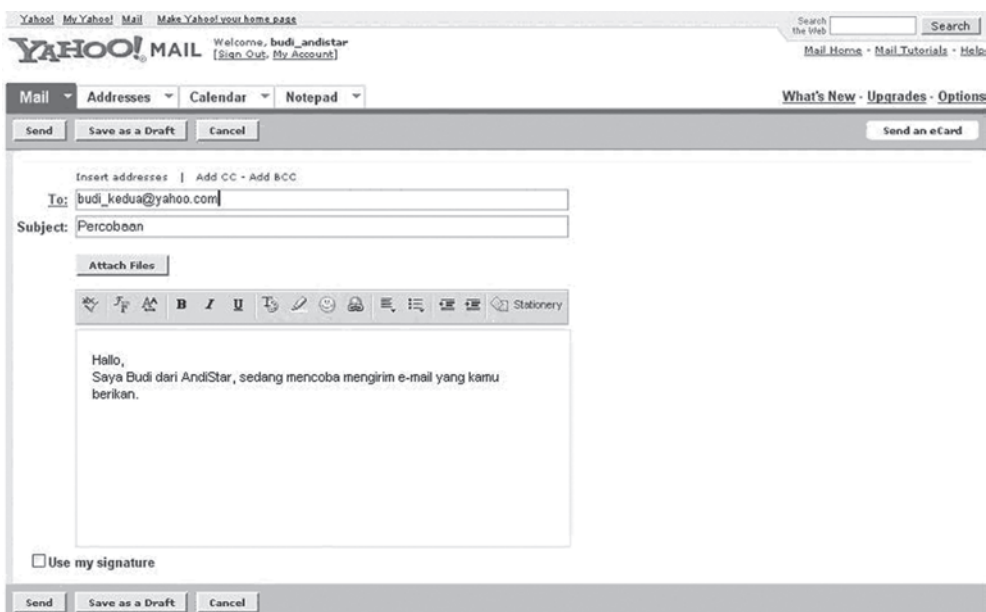 Yahoo! My Yahoo! Mail Make Yahoo! your home page
Search the Web Search
YAHOO! MAIL Welcome, budi_andistar
[Sign Out, My Account]
Mail Home - Mail Tutorials - Help
Mail Addresses Calendar Notepad
What's New - Upgrades - Options
Send Save as a Draft Cancel Send an eCard
Insert addresses | Add CC - Add BCC
To: budi_kedua@yahoo.com
Subject: Percobaan
Attach Files
B I U Stationery
Hallo,
Saya Budi dari AndiStar, sedang mencoba mengirim e-mail yang kamu
berikan.
Use my signature
Send Save as a Draft Cancel